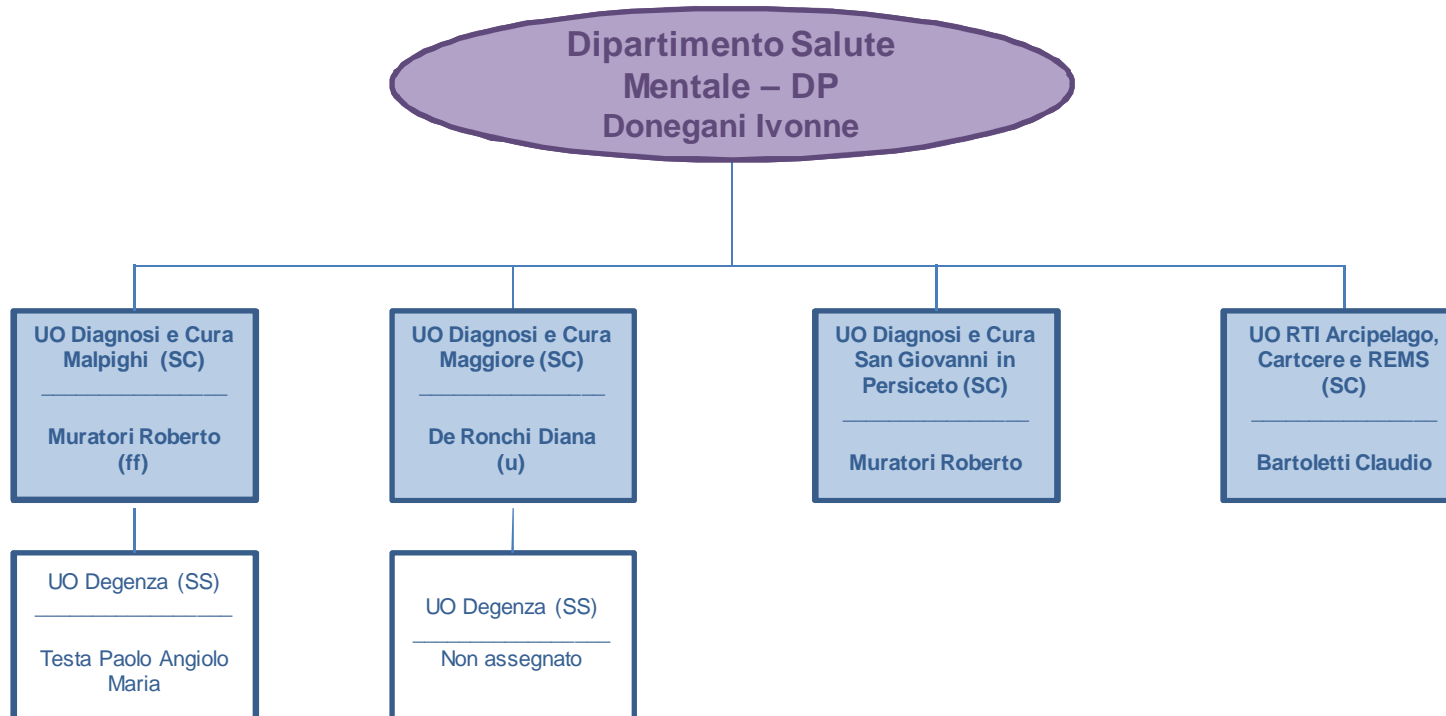 Dipartimento Salute
Mentale – DP
Donegani Ivonne
UO Diagnosi e Cura
Malpighi (SC)
Muratori Roberto
(ff)
UO Diagnosi e Cura
Maggiore (SC)
De Ronchi Diana
(u)
UO Diagnosi e Cura
San Giovanni in
Persiceto (SC)
Muratori Roberto
UO RTI Arcipelago,
Cartcere e REMS
(SC)
Bartoletti Claudio
UO Degenza (SS)
Testa Paolo Angiolo
Maria
UO Degenza (SS)
Non assegnato